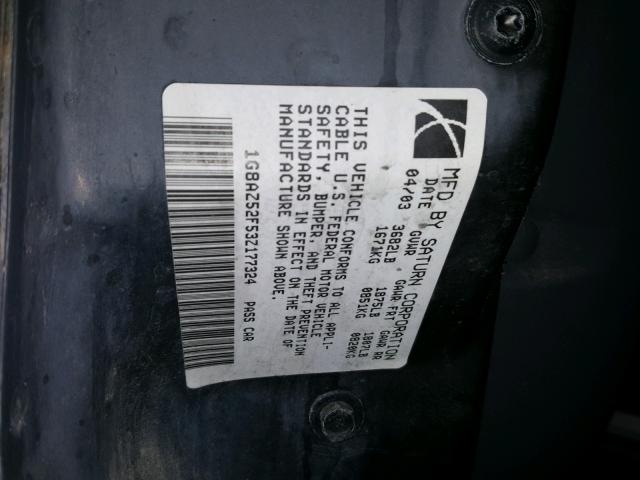 MFD BY SATURN CORPORATION
DATE GVWR GAWR FRT GAWR RR
04/03 3682LB 1875LB 1807LB
1671KG 0851KG 0820KG
THIS VEHICLE CONFORMS TO ALL APPLI-
CABLE U.S. FEDERAL MOTOR VEHICLE
SAFETY, BUMPER, AND THEFT PREVENTION
STANDARDS IN EFFECT ON THE DATE OF
MANUFACTURE SHOWN ABOVE.
1G8AZ52F53Z177324 PASS CAR